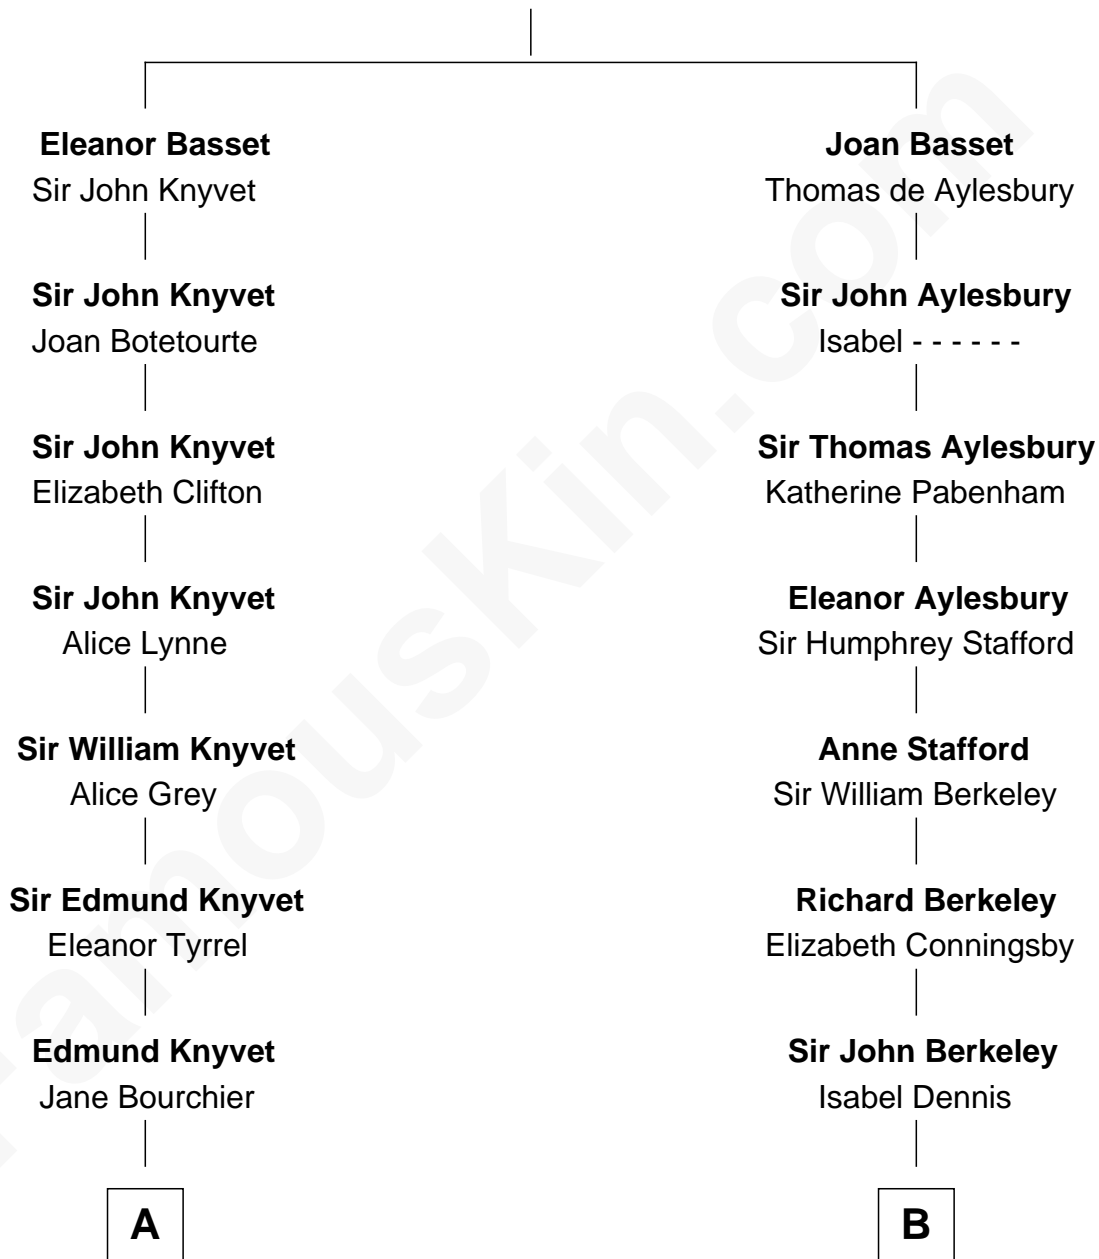 Eleanor Basset
Sir John Knyvet
Sir John Knyvet
Joan Botetourte
Sir John Knyvet
Elizabeth Clifton
Sir John Knyvet
Alice Lynne
Sir William Knyvet
Alice Grey
Sir Edmund Knyvet
Eleanor Tyrrel
Edmund Knyvet
Jane Bourchier
A
Joan Basset
Thomas de Aylesbury
Sir John Aylesbury
Isabel - - - - - -
Sir Thomas Aylesbury
Katherine Pabenham
Eleanor Aylesbury
Sir Humphrey Stafford
Anne Stafford
Sir William Berkeley
Richard Berkeley
Elizabeth Conningsby
Sir John Berkeley
Isabel Dennis
B
FamousKin.com